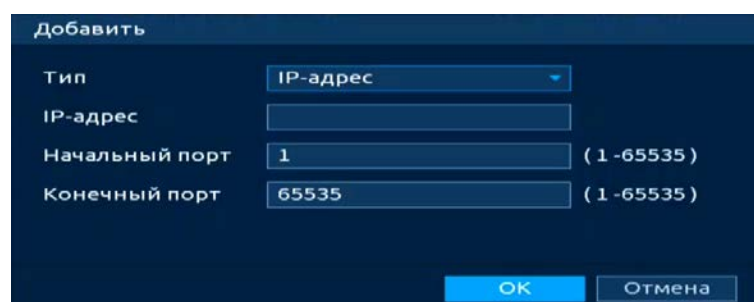 Добавить
Тип IP-адрес
IP-адрес
Начальный порт 1 (1-65535)
Конечный порт 65535 (1-65535)
OK Отмена